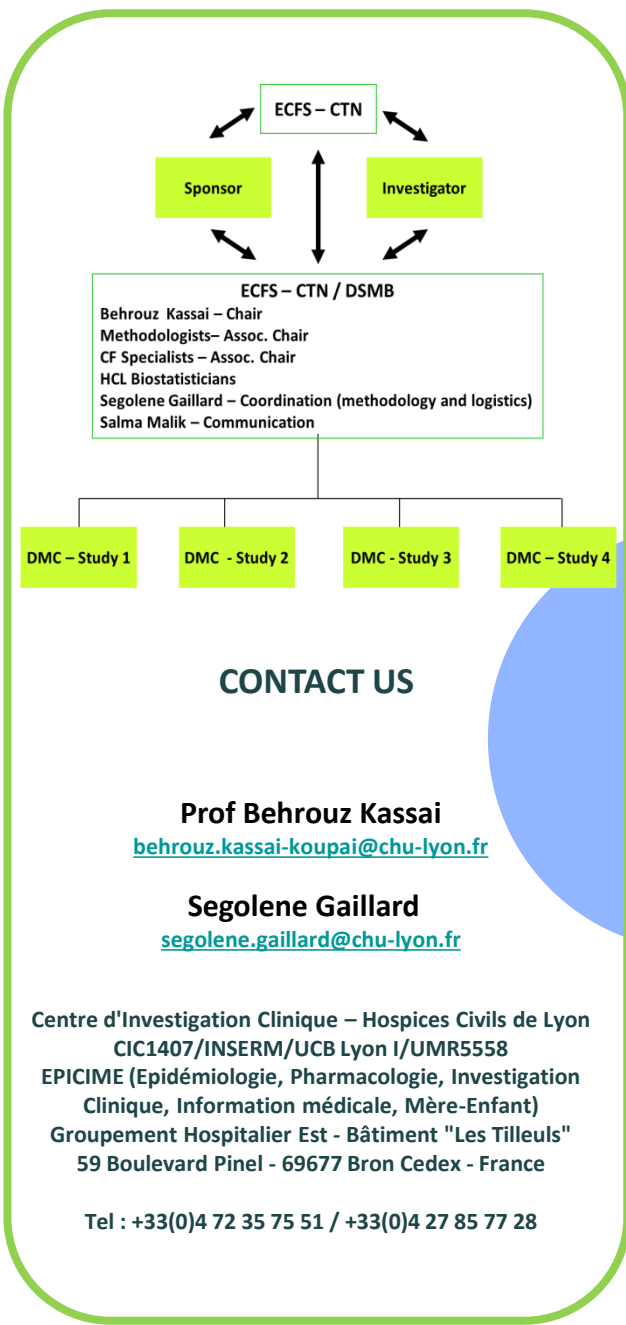 ECFS – CTN
Sponsor
Investigator
ECFS – CTN / DSMB
Behrouz Kassai – Chair
Methodologists– Assoc. Chair
CF Specialists – Assoc. Chair
HCL Biostatisticians
Segolene Gaillard – Coordination (methodology and logistics)
Salma Malik – Communication
DMC – Study 1
DMC - Study 2
DMC - Study 3
DMC – Study 4
CONTACT US
Prof Behrouz Kassai
behrouz.kassai-koupai@chu-lyon.fr
Segolene Gaillard
segolene.gaillard@chu-lyon.fr
Centre d'Investigation Clinique – Hospices Civils de Lyon
CIC1407/INSERM/UCB Lyon I/UMR5558
EPICIME (Epidémiologie, Pharmacologie, Investigation
Clinique, Information médicale, Mère-Enfant)
Groupement Hospitalier Est - Bâtiment "Les Tilleuls"
59 Boulevard Pinel - 69677 Bron Cedex - France
Tel : +33(0)4 72 35 75 51 / +33(0)4 27 85 77 28